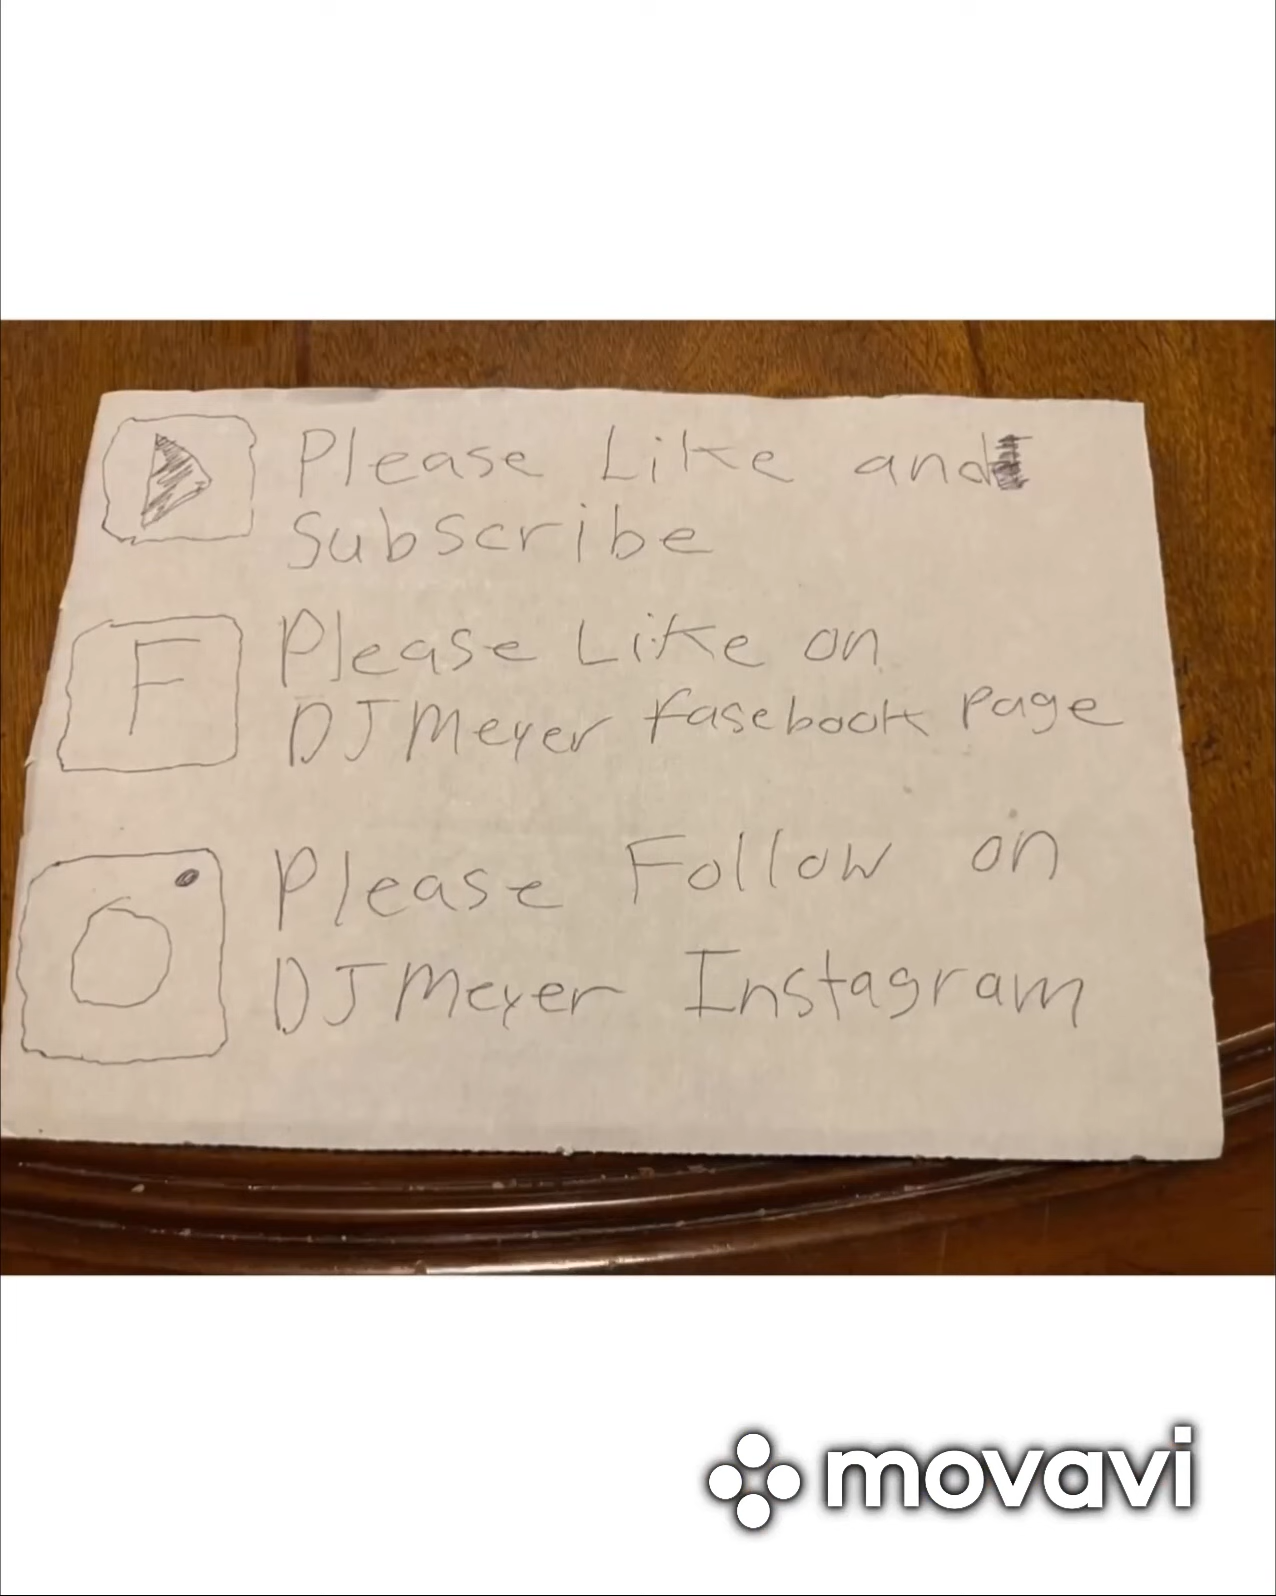 Please Like and
Subscribe
F
Please Like on
DJ Meyer fasebook page
Please Follow on
DJ Meyer Instagram
movavi